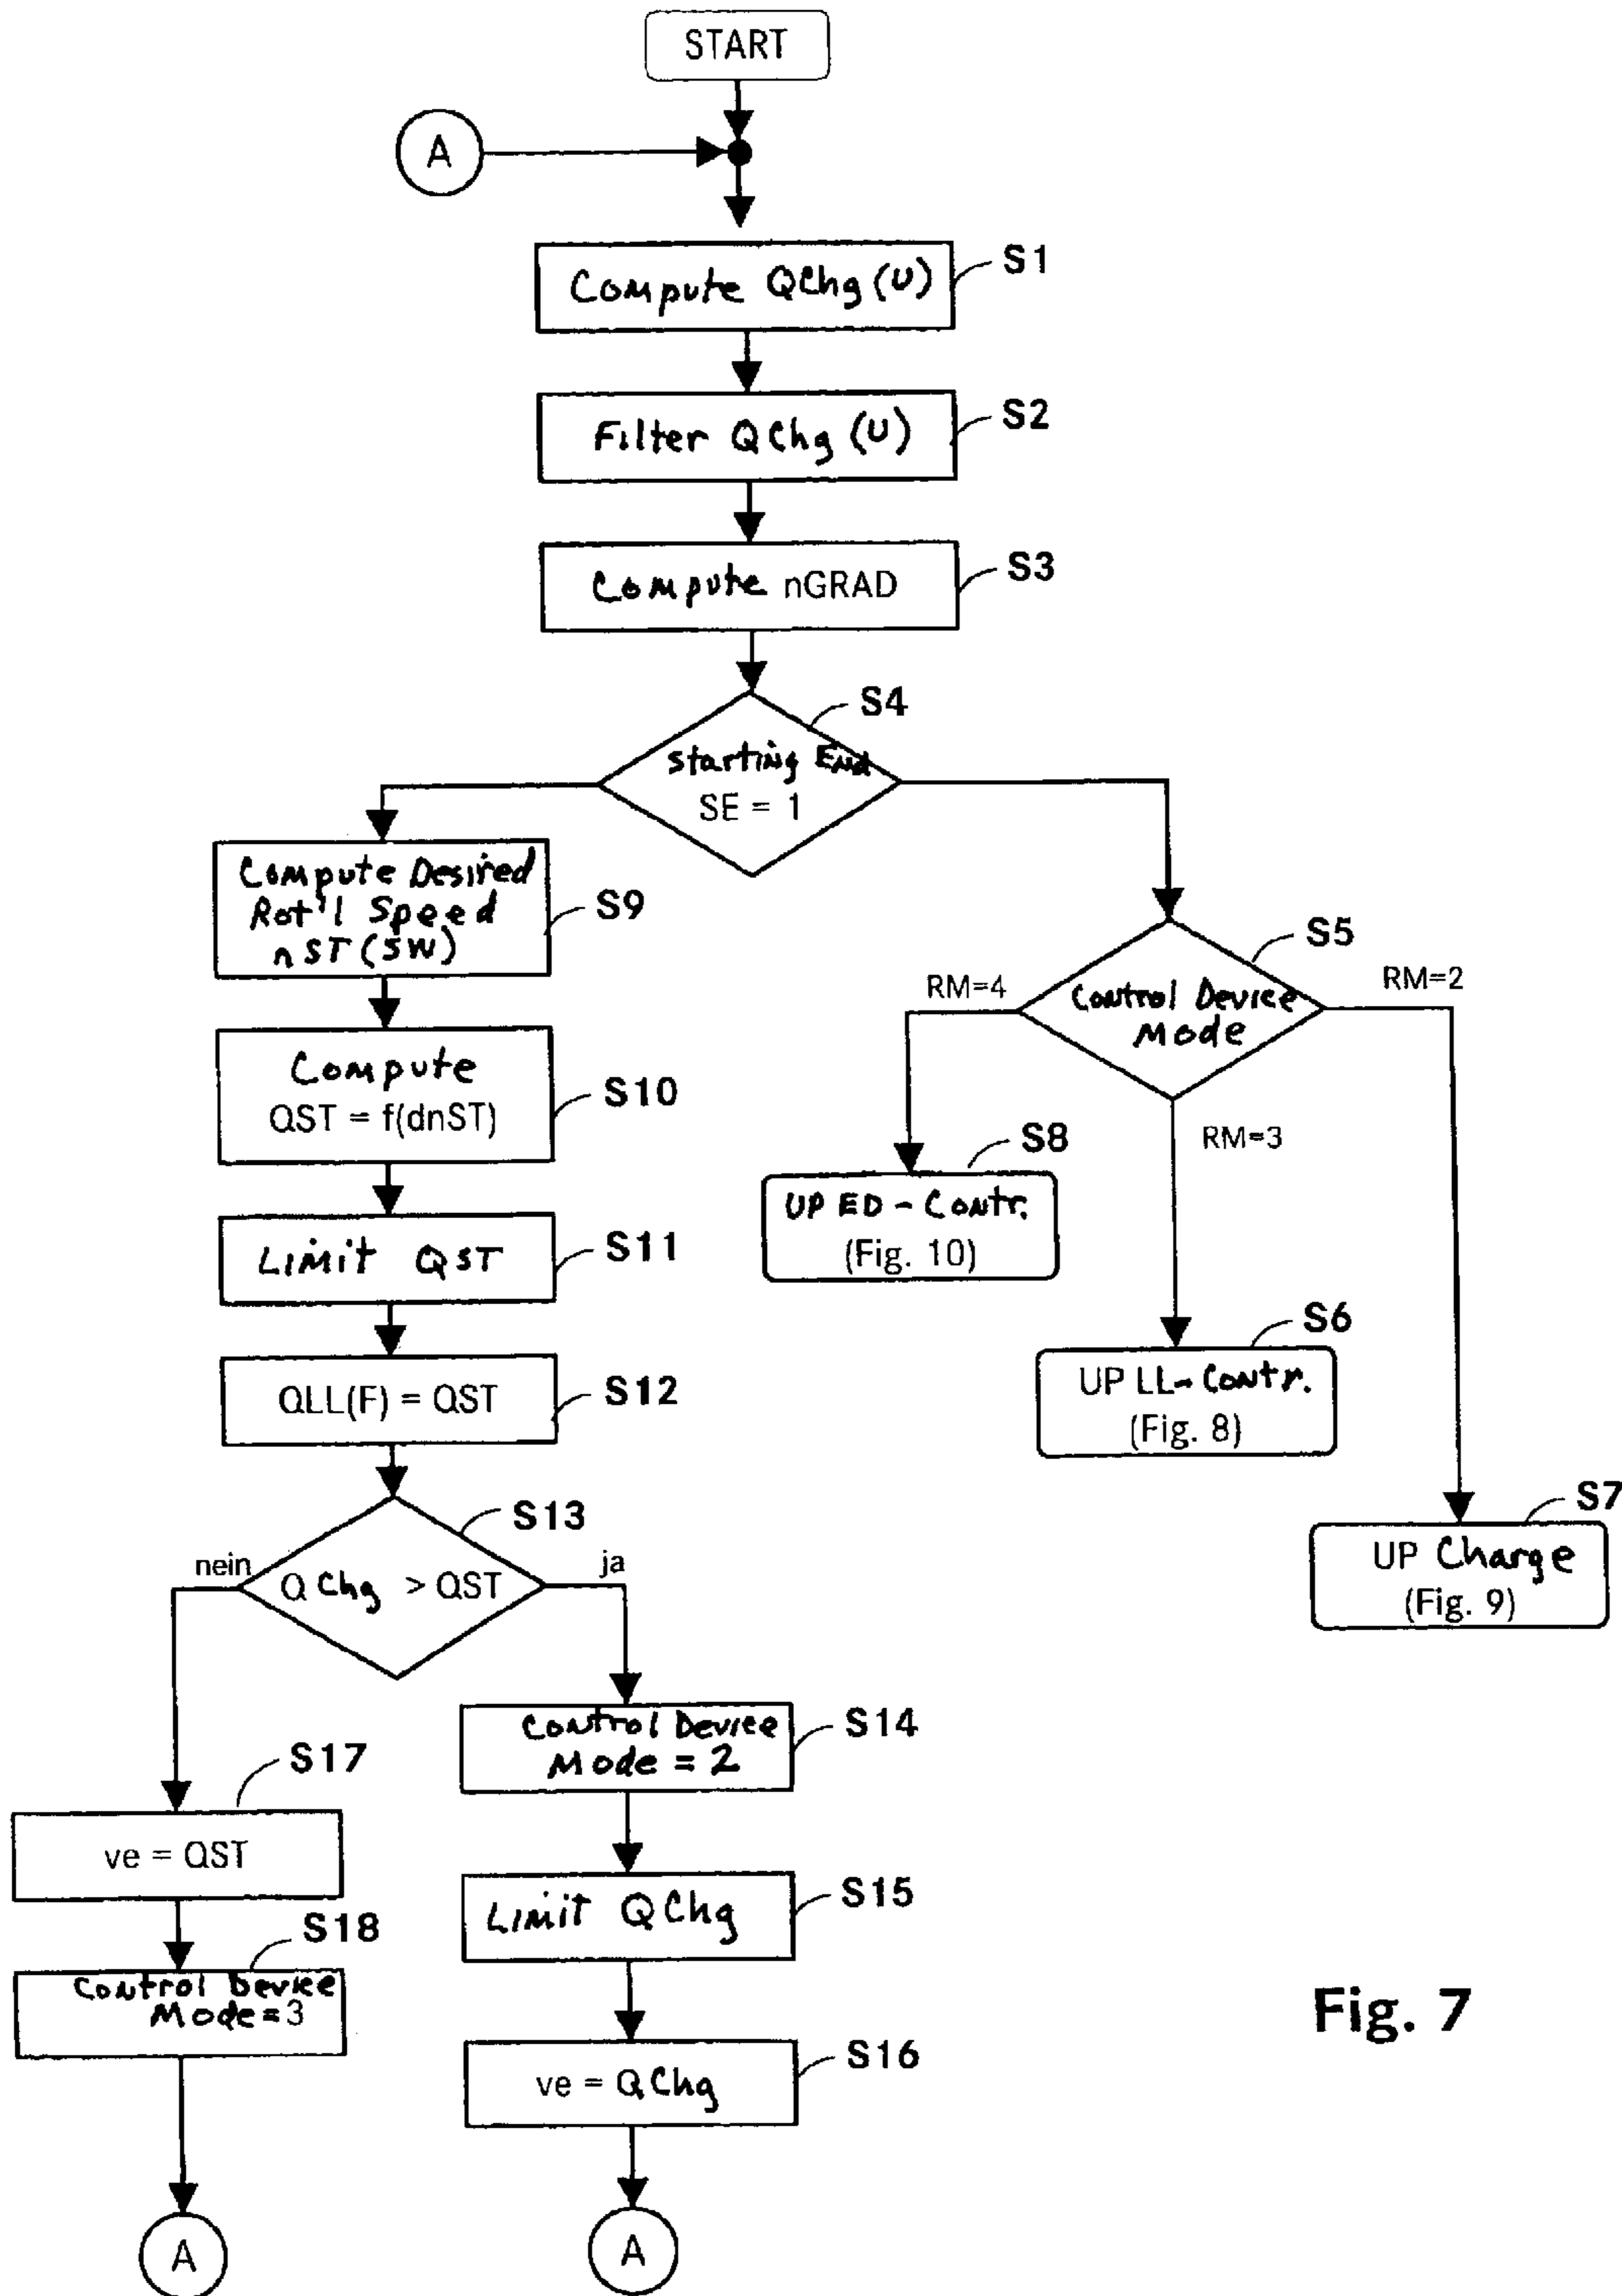 START
A
Compute QChg (U)
S1
Filter QChg (U)
S2
Compute nGRAD
S3
S4
Starting End
SE = 1
Compute Desired
Rot'l Speed
nST (SW)
S9
S5
RM=4
RM=2
Control Device
Mode
RM=3
Compute
QST = f(dnST)
S10
S8
UP ED - Contr.
(Fig. 10)
Limit QST
S11
S6
UP LL - Contr.
(Fig. 8)
QLL(F) = QST
S12
S7
UP Charge
(Fig. 9)
S13
nein
ja
Q Chg > QST
Control Device
Mode = 2
S14
S17
ve = QST
Limit QChg
S15
S18
Control Device
Mode = 3
ve = QChg
S16
Fig. 7
A
A